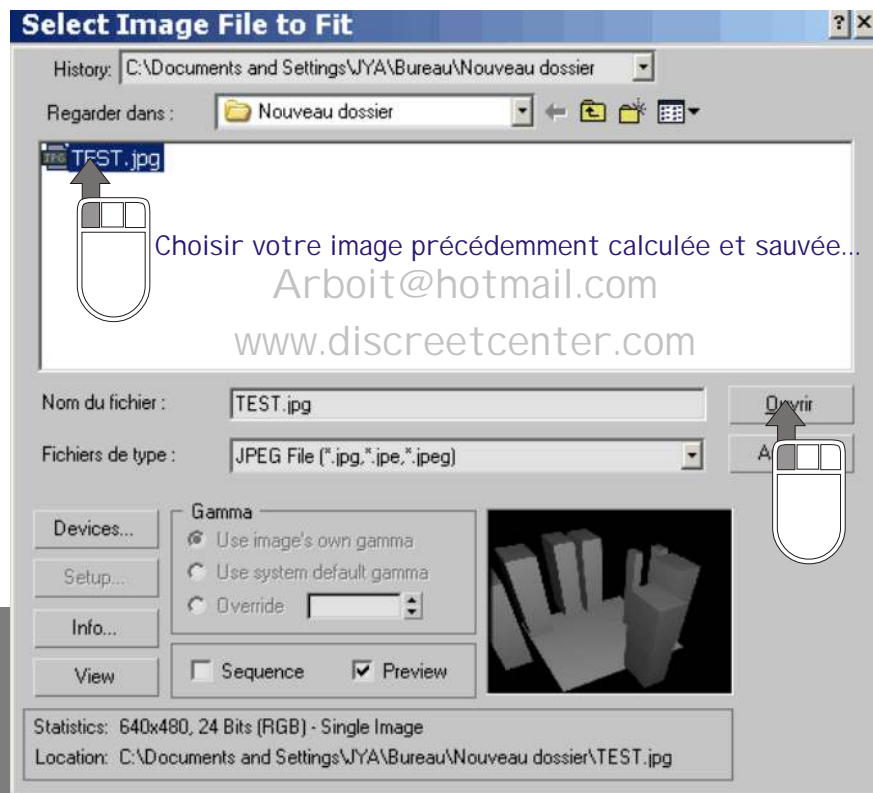 Select Image File to Fit
History: C:\Documents and Settings\JYA\Bureau\Nouveau dossier
Regarder dans : Nouveau dossier
TEST.jpg
Choisir votre image précédemment calculée et sauvée...
Arboit@hotmail.com
www.discreetcenter.com
Nom du fichier : TEST.jpg Ouvrir
Fichiers de type : JPEG File (*.jpg,*.jpe,*.jpeg)
Devices...
Setup...
Info...
View
Gamma
Use image's own gamma
Use system default gamma
Override
Sequence Preview
Statistics: 640x480, 24 Bits (RGB) - Single Image
Location: C:\Documents and Settings\JYA\Bureau\Nouveau dossier\TEST.jpg